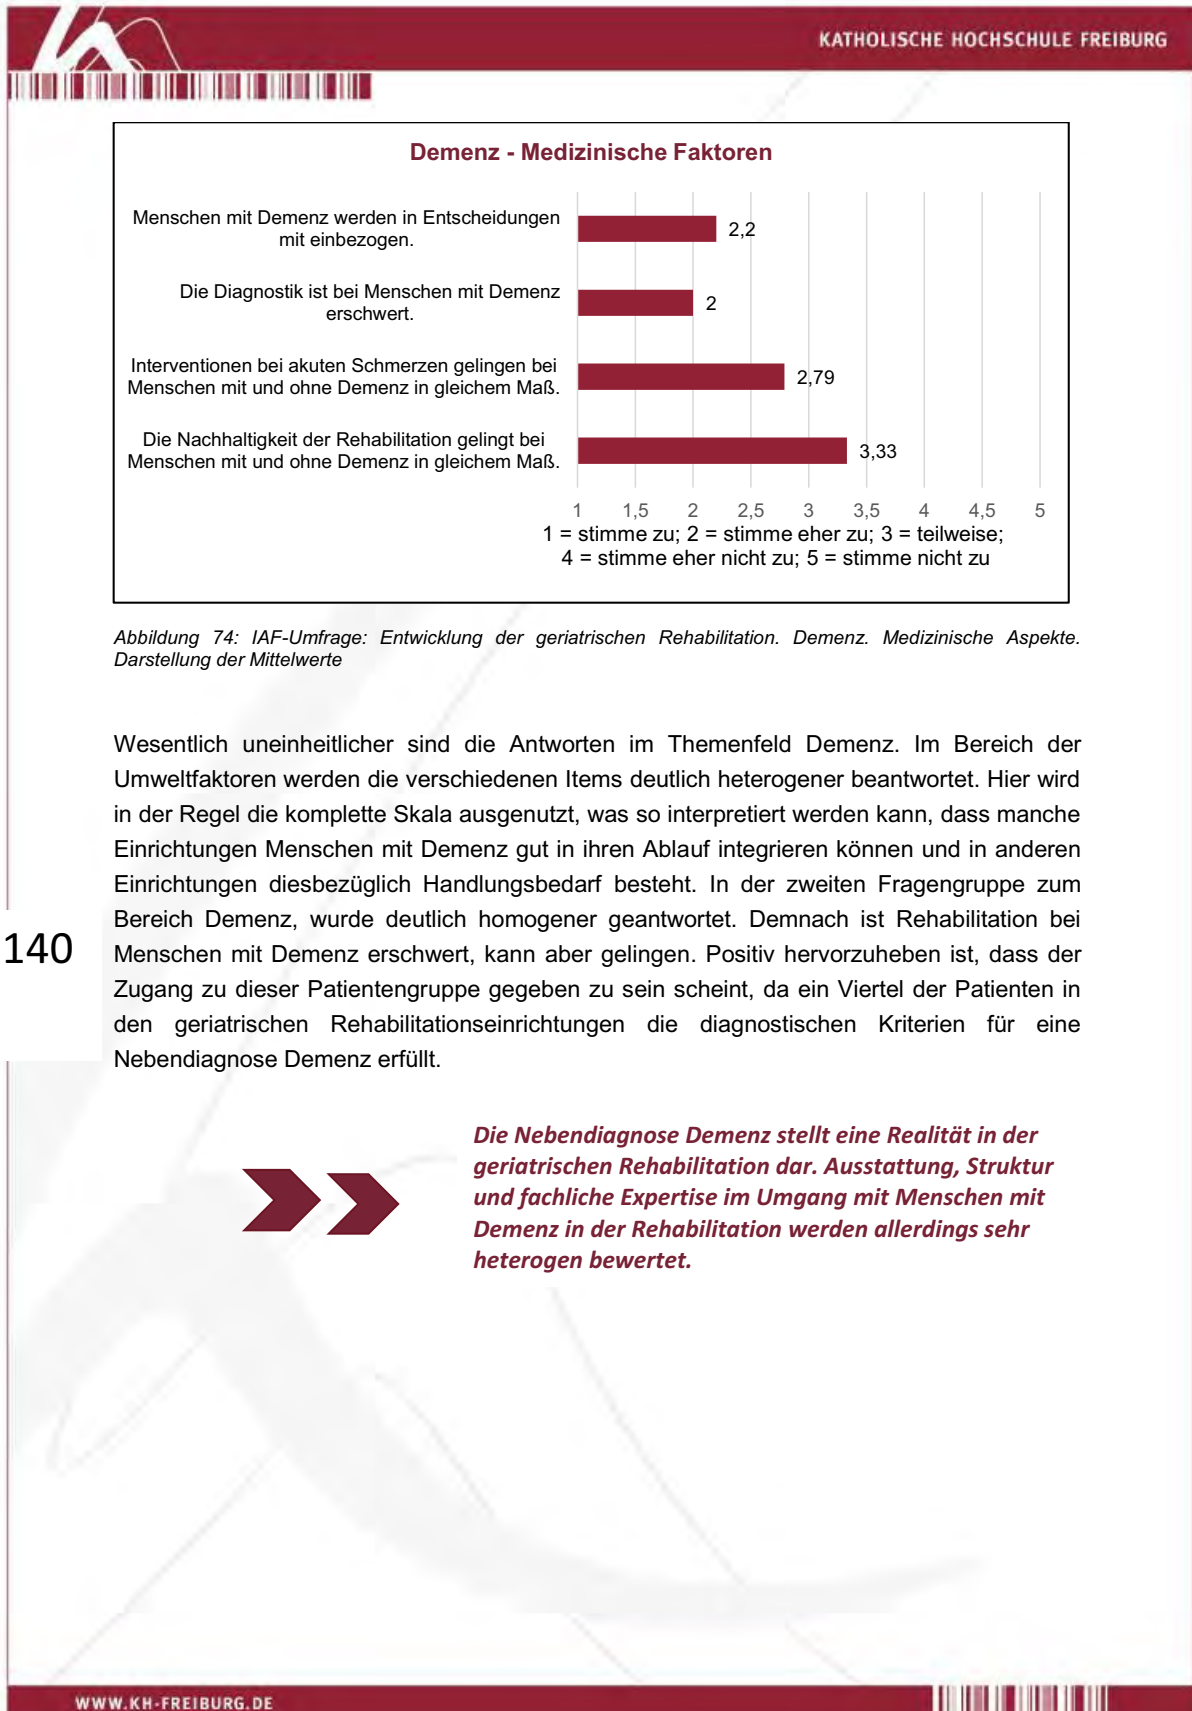 KATHOLISCHE HOCHSCHULE FREIBURG
Demenz - Medizinische Faktoren
Menschen mit Demenz werden in Entscheidungen
mit einbezogen.
2,2
Die Diagnostik ist bei Menschen mit Demenz
erschwert.
2
Interventionen bei akuten Schmerzen gelingen bei
Menschen mit und ohne Demenz in gleichem Maß.
2,79
Die Nachhaltigkeit der Rehabilitation gelingt bei
Menschen mit und ohne Demenz in gleichem Maß.
3,33
1 1,5 2 2,5 3 3,5 4 4,5 5
1 = stimme zu; 2 = stimme eher zu; 3 = teilweise;
4 = stimme eher nicht zu; 5 = stimme nicht zu
Abbildung 74: IAF-Umfrage: Entwicklung der geriatrischen Rehabilitation. Demenz. Medizinische Aspekte.
Darstellung der Mittelwerte
Wesentlich uneinheitlicher sind die Antworten im Themenfeld Demenz. Im Bereich der
Umweltfaktoren werden die verschiedenen Items deutlich heterogener beantwortet. Hier wird
in der Regel die komplette Skala ausgenutzt, was so interpretiert werden kann, dass manche
Einrichtungen Menschen mit Demenz gut in ihren Ablauf integrieren können und in anderen
Einrichtungen diesbezüglich Handlungsbedarf besteht. In der zweiten Fragengruppe zum
Bereich Demenz, wurde deutlich homogener geantwortet. Demnach ist Rehabilitation bei
140
Menschen mit Demenz erschwert, kann aber gelingen. Positiv hervorzuheben ist, dass der
Zugang zu dieser Patientengruppe gegeben zu sein scheint, da ein Viertel der Patienten in
den geriatrischen Rehabilitationseinrichtungen die diagnostischen Kriterien für eine
Nebendiagnose Demenz erfüllt.
Die Nebendiagnose Demenz stellt eine Realität in der
geriatrischen Rehabilitation dar. Ausstattung, Struktur
und fachliche Expertise im Umgang mit Menschen mit
Demenz in der Rehabilitation werden allerdings sehr
heterogen bewertet.
WWW.KH-FREIBURG.DE